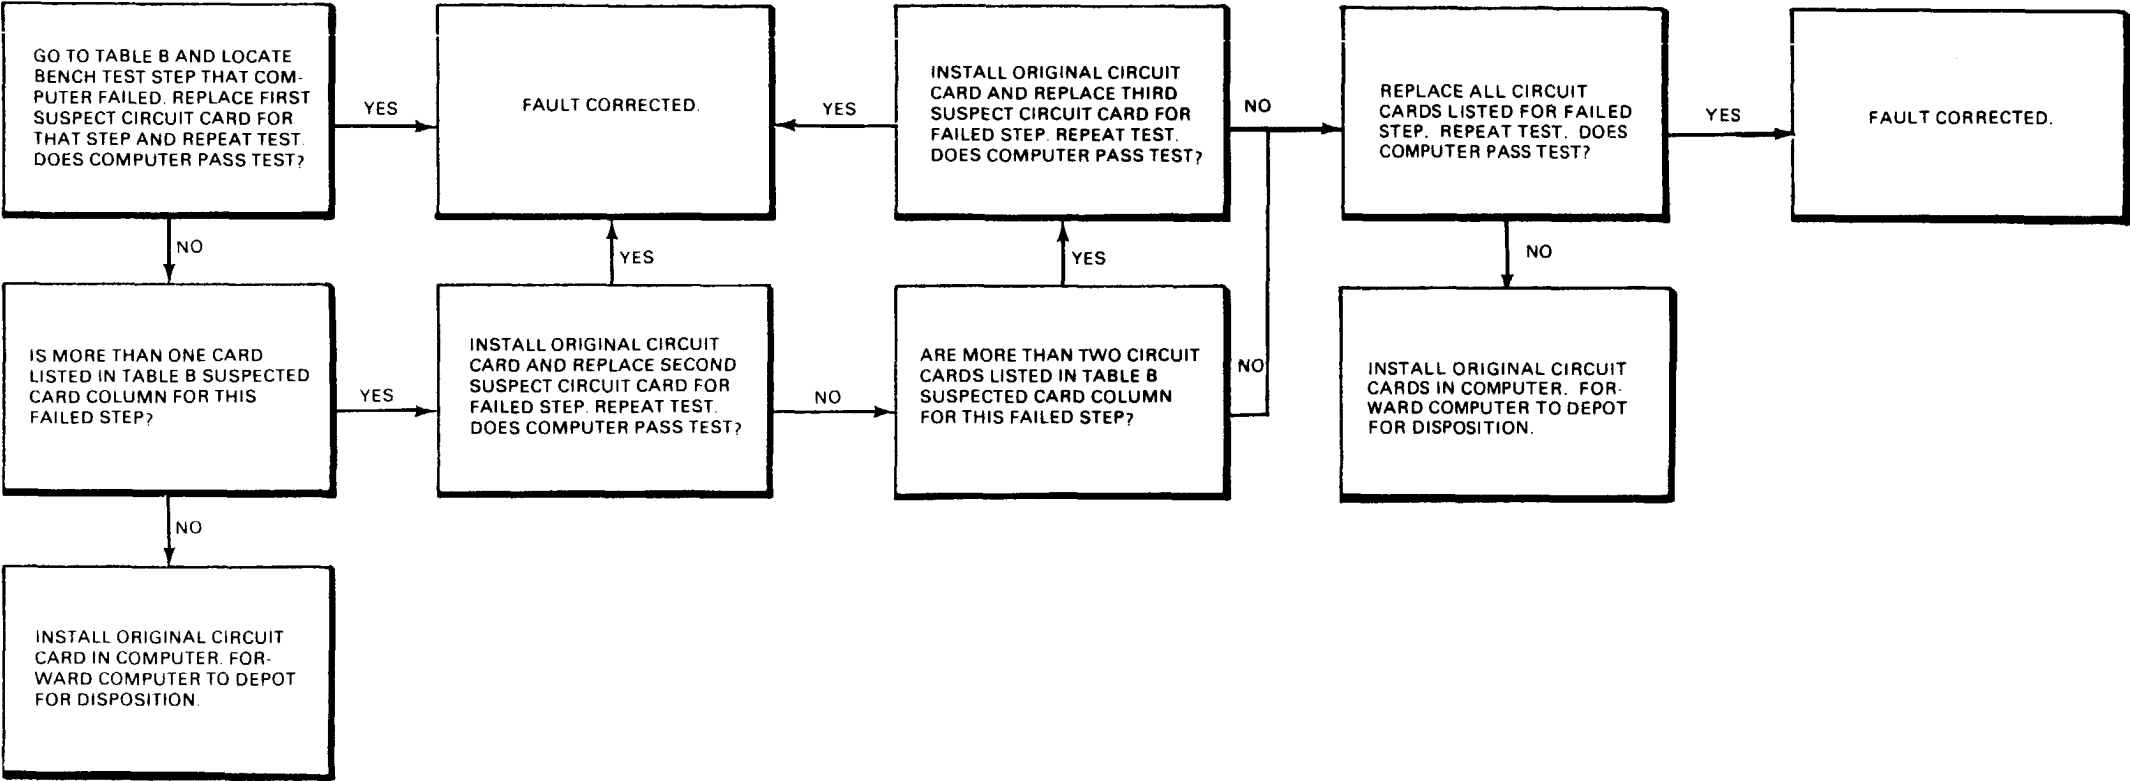 GO TO TABLE B AND LOCATE
BENCH TEST STEP THAT COM-
PUTER FAILED. REPLACE FIRST
SUSPECT CIRCUIT CARD FOR
THAT STEP AND REPEAT TEST.
DOES COMPUTER PASS TEST?
YES
FAULT CORRECTED.
YES
INSTALL ORIGINAL CIRCUIT
CARD AND REPLACE THIRD
SUSPECT CIRCUIT CARD FOR
FAILED STEP. REPEAT TEST.
DOES COMPUTER PASS TEST?
NO
REPLACE ALL CIRCUIT
CARDS LISTED FOR FAILED
STEP. REPEAT TEST. DOES
COMPUTER PASS TEST?
YES
FAULT CORRECTED.
NO
YES
YES
NO
IS MORE THAN ONE CARD
LISTED IN TABLE B SUSPECTED
CARD COLUMN FOR THIS
FAILED STEP?
YES
INSTALL ORIGINAL CIRCUIT
CARD AND REPLACE SECOND
SUSPECT CIRCUIT CARD FOR
FAILED STEP. REPEAT TEST.
DOES COMPUTER PASS TEST?
NO
ARE MORE THAN TWO CIRCUIT
CARDS LISTED IN TABLE B
SUSPECTED CARD COLUMN
FOR THIS FAILED STEP?
NO
INSTALL ORIGINAL CIRCUIT
CARDS IN COMPUTER. FOR-
WARD COMPUTER TO DEPOT
FOR DISPOSITION.
NO
INSTALL ORIGINAL CIRCUIT
CARD IN COMPUTER. FOR-
WARD COMPUTER TO DEPOT
FOR DISPOSITION.